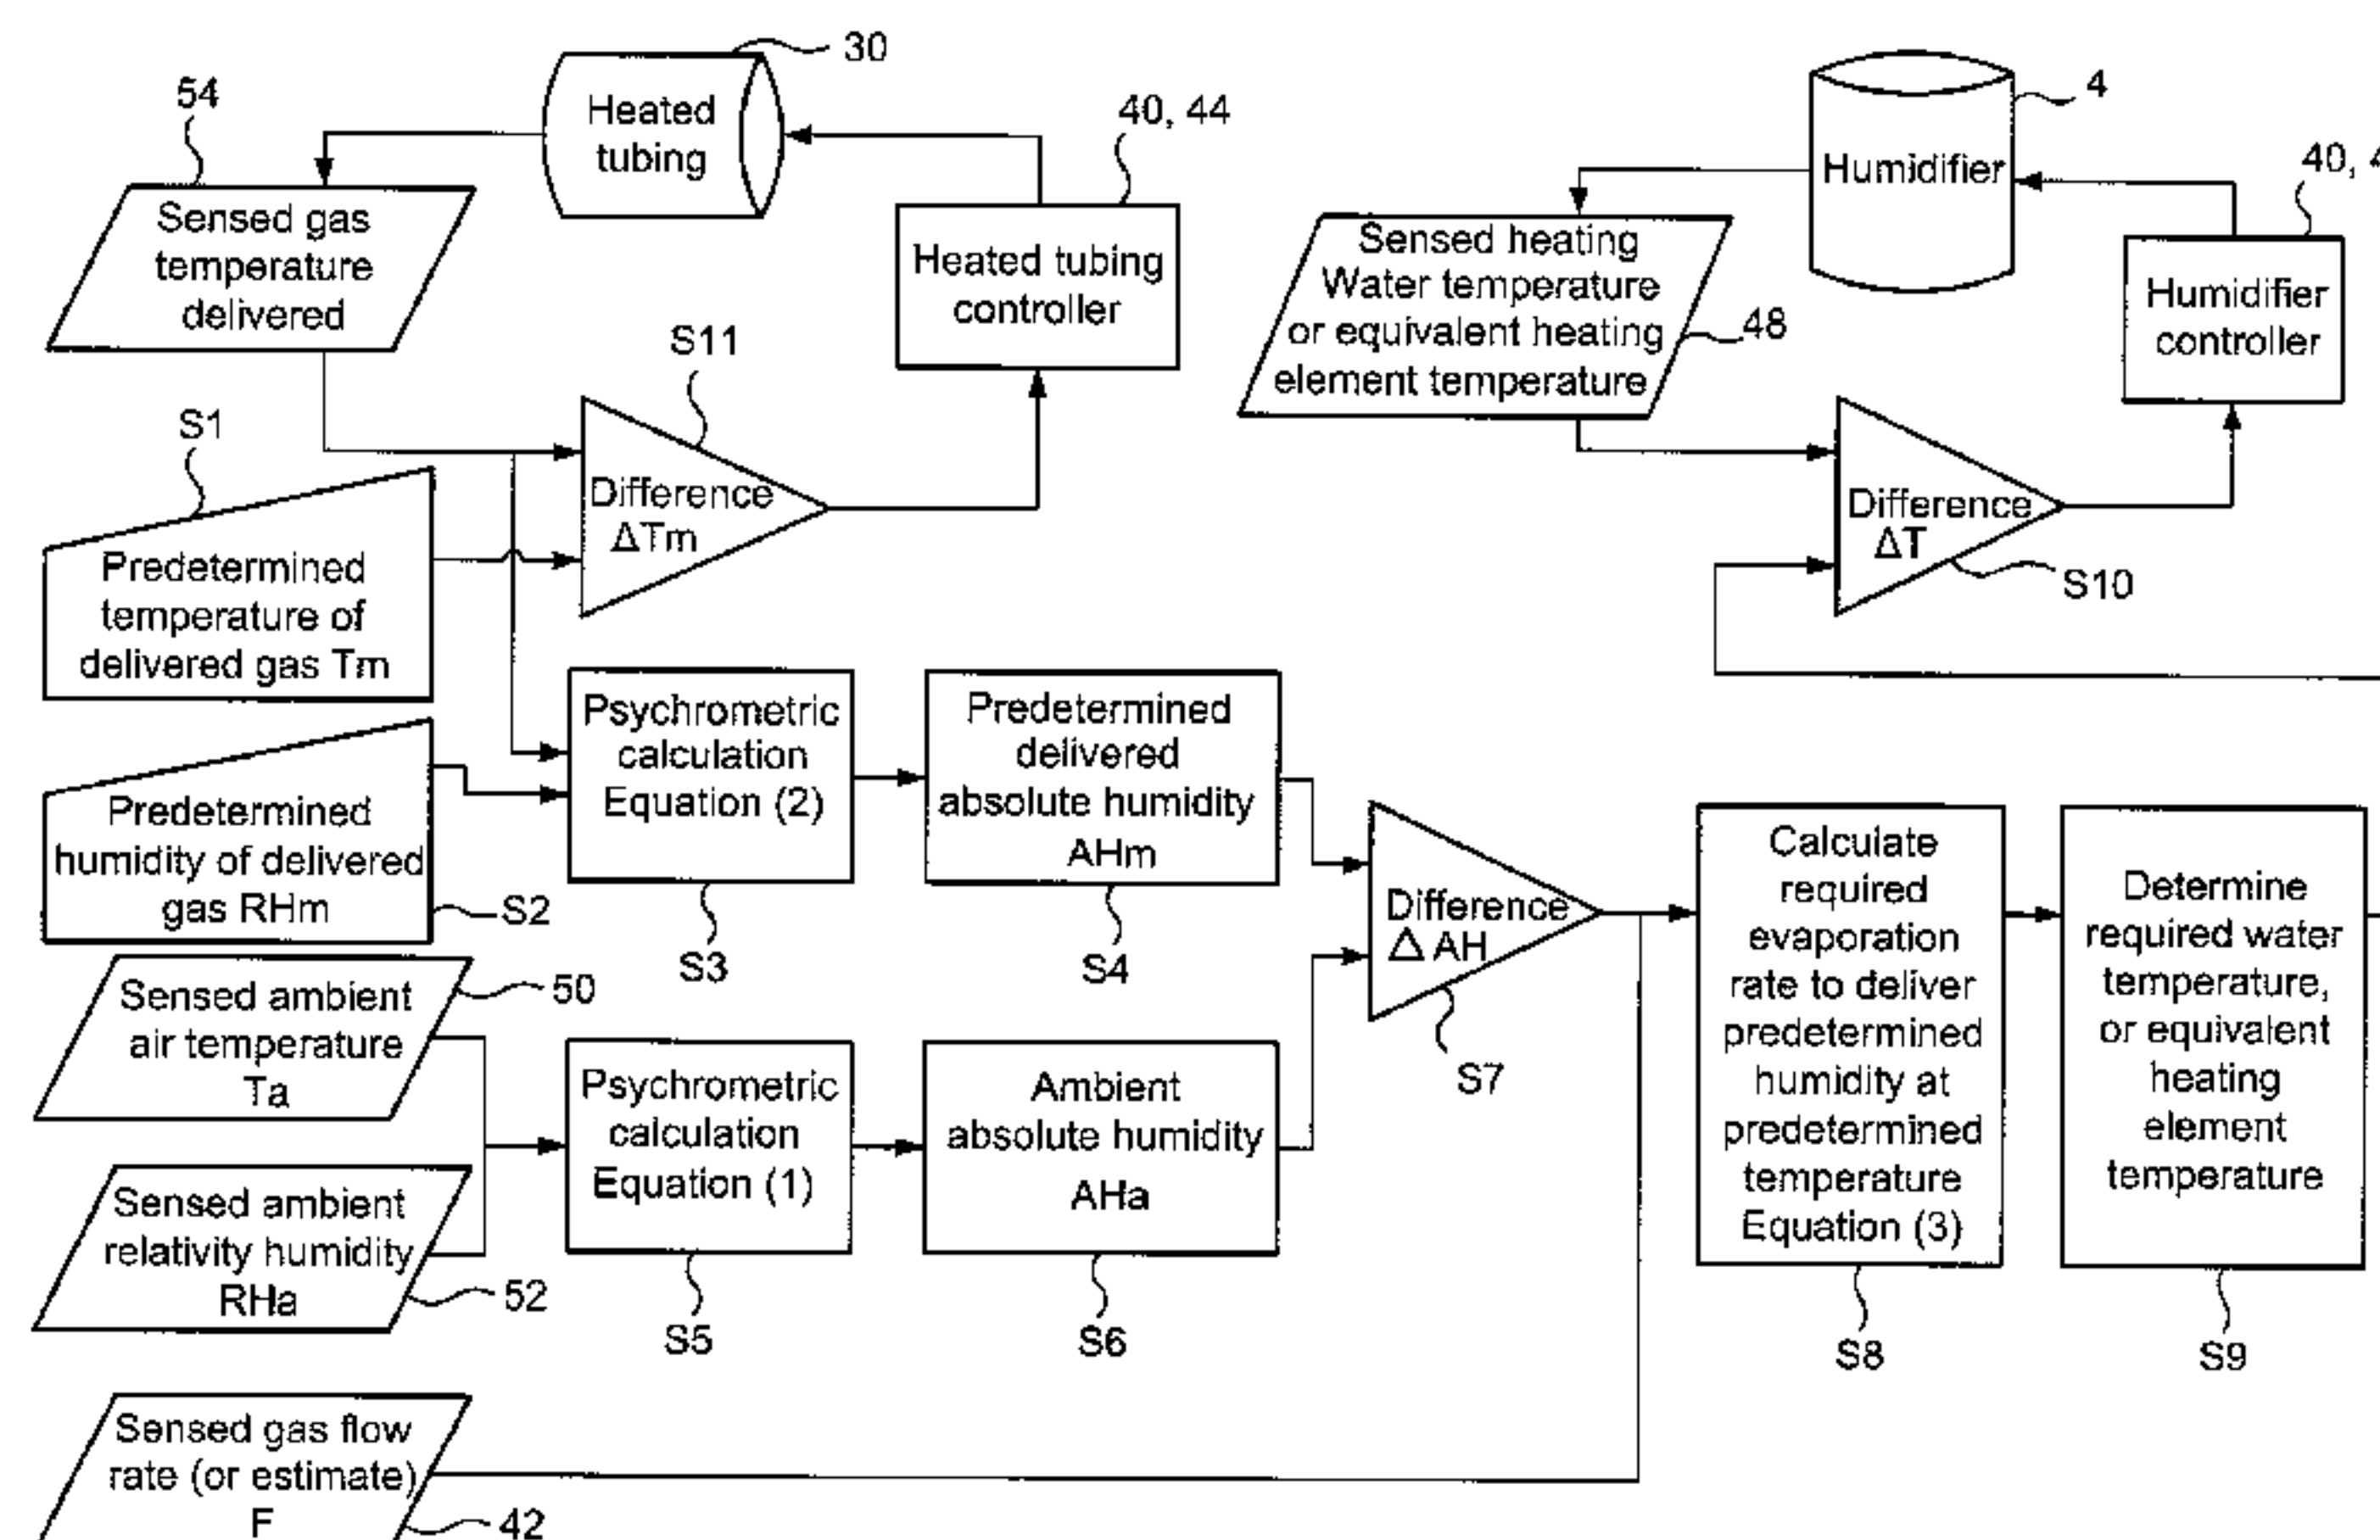 30
54
Heated
tubing
40, 44
4
Humidifier
40, 4
Sensed gas
temperature
delivered
Heated tubing
controller
Sensed heating
Water temperature
or equivalent heating
element temperature
48
Humidifier
controller
S11
S1
Difference
ΔTm
Difference
ΔT
S10
Predetermined
temperature of
delivered gas Tm
Psychrometric
calculation
Equation (2)
S3
Predetermined
delivered
absolute humidity
AHm
S4
Predetermined
humidity of delivered
gas RHm
S2
Difference
Δ AH
S7
Calculate
required
evaporation
rate to deliver
predetermined
humidity at
predetermined
temperature
Equation (3)
S8
Determine
required water
temperature,
or equivalent
heating
element
temperature
S9
Sensed ambient
air temperature
Ta
50
Psychrometric
calculation
Equation (1)
S5
Ambient
absolute humidity
AHa
S6
Sensed ambient
relativity humidity
RHa
52
Sensed gas flow
rate (or estimate)
F
42